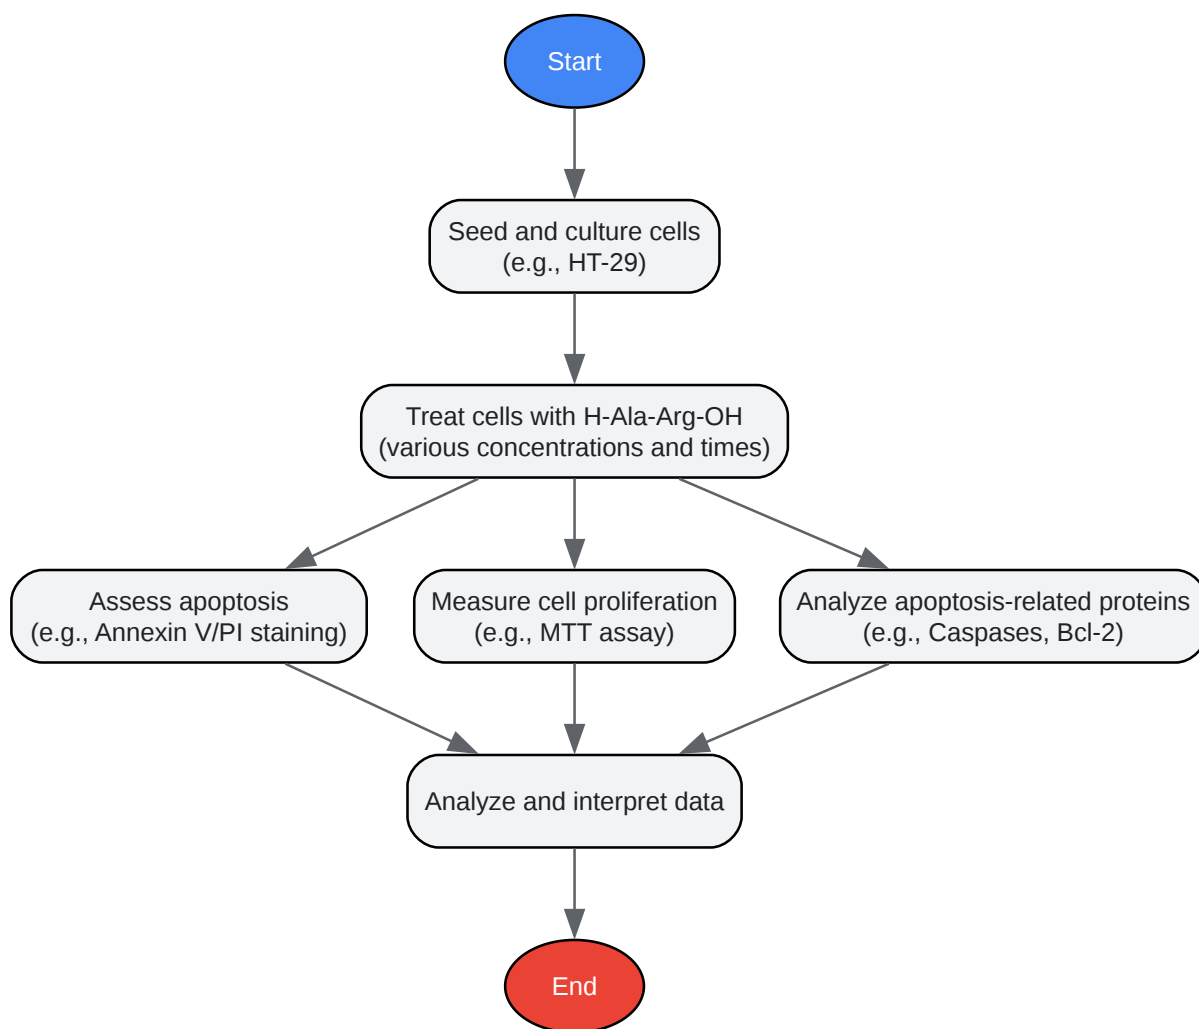 Start
Seed and culture cells
(e.g., HT-29)
Treat cells with H-Ala-Arg-OH
(various concentrations and times)
Assess apoptosis
(e.g., Annexin V/PI staining)
Measure cell proliferation
(e.g., MTT assay)
Analyze apoptosis-related proteins
(e.g., Caspases, Bcl-2)
Analyze and interpret data
End